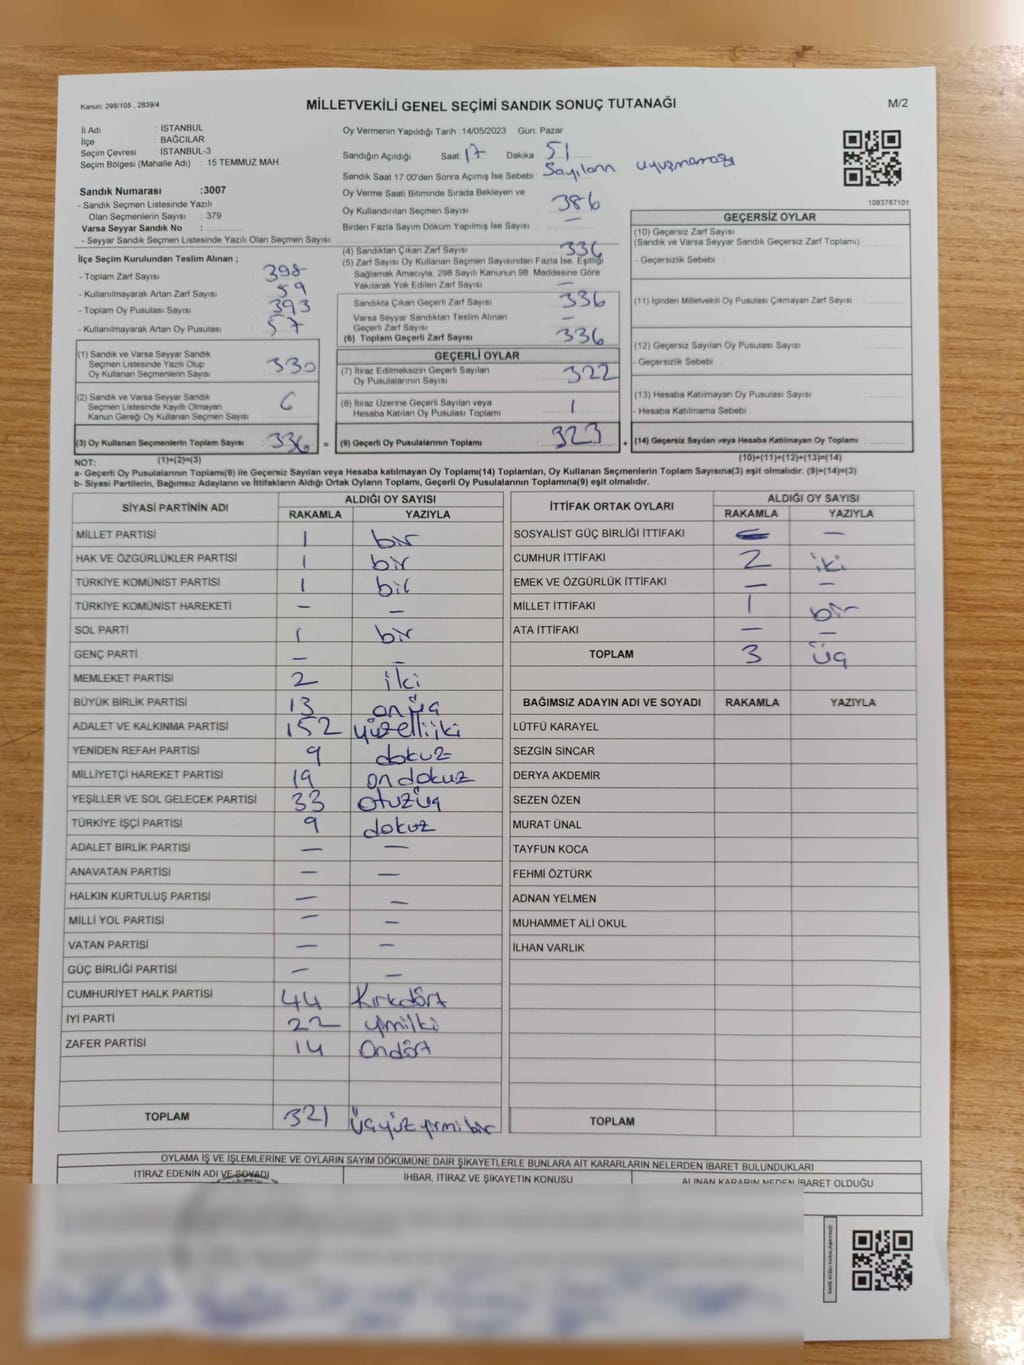 Kanun: 298/105 , 2839/4
MİLLETVEKİLİ GENEL SEÇİMİ SANDIK SONUÇ TUTANAĞI
M/2
İl Adı : İSTANBUL
İlçe : BAĞCILAR
Seçim Çevresi : İSTANBUL-3
Seçim Bölgesi (Mahalle Adı) : 15 TEMMUZ MAH.
Sandık Numarası :3007
- Sandık Seçmen Listesinde Yazılı
Olan Seçmenlerin Sayısı : 379
Varsa Seyyar Sandık No :
- Seyyar Sandık Seçmen Listesinde Yazılı Olan Seçmen Sayısı
Oy Vermenin Yapıldığı Tarih :14/05/2023 Gün: Pazar
Sandığın Açıldığı Saat 17 Dakika : 51
Sandık Saat 17:00'den Sonra Açımış İse Sebebi : Sayıların uyuşmaması
Oy Verme Saati Bitiminde Sırada Bekleyen ve
Oy Kullandırılan Seçmen Sayısı : 386
Birden Fazla Sayım Döküm Yapılmış İse Sayısı : —
1083787101
İlçe Seçim Kurulundan Teslim Alınan ;
- Toplam Zarf Sayısı : 398
- Kullanılmayarak Artan Zarf Sayısı : 59
- Toplam Oy Pusulası Sayısı : 393
- Kullanılmayarak Artan Oy Pusulası : 57
(1) Sandık ve Varsa Seyyar Sandık
Seçmen Listesinde Yazılı Olup
Oy Kullanan Seçmenlerin Sayısı : 330
(2) Sandık ve Varsa Seyyar Sandık
Seçmen Listesinde Kayıtlı Olmayan
Kanun Gereği Oy Kullanan Seçmen Sayısı : 6
(3) Oy Kullanan Seçmenlerin Toplam Sayısı : 336
(1)+(2)=(3)
(4) Sandıktan Çıkan Zarf Sayısı : 336
(5) Zarf Sayısı Oy Kullanan Seçmen Sayısından Fazla İse, Eşitliği
Sağlamak Amacıyla, 298 Sayılı Kanunun 98. Maddesine Göre
Yakılarak Yok Edilen Zarf Sayısı : —
Sandıkta Çıkan Geçerli Zarf Sayısı : 336
Varsa Seyyar Sandıktan Teslim Alınan
Geçerli Zarf Sayısı : —
(6) Toplam Geçerli Zarf Sayısı : 336
GEÇERLİ OYLAR
(7) İtiraz Edilmeksizin Geçerli Sayılan
Oy Pusulalarının Sayısı : 322
(8) İtiraz Üzerine Geçerli Sayılan veya
Hesaba Katılan Oy Pusulası Toplamı : 1
= (9) Geçerli Oy Pusulalarının Toplamı : 323 +
GEÇERSİZ OYLAR
(10) Geçersiz Zarf Sayısı
(Sandık ve Varsa Seyyar Sandık Geçersiz Zarf Toplamı) :
- Geçersizlik Sebebi :
(11) İçinden Milletvekili Oy Pusulası Çıkmayan Zarf Sayısı :
(12) Geçersiz Sayılan Oy Pusulası Sayısı :
- Geçersizlik Sebebi :
(13) Hesaba Katılmayan Oy Pusulası Sayısı :
- Hesaba Katılmama Sebebi :
(14) Geçersiz Sayılan veya Hesaba Katılmayan Oy Toplamı :
(10)+(11)+(12)+(13)=(14)
NOT:
a- Geçerli Oy Pusulalarının Toplamı(9) ile Geçersiz Sayılan veya Hesaba katılmayan Oy Toplamı(14) Toplamları, Oy Kullanan Seçmenlerin Toplam Sayısına(3) eşit olmalıdır. (9)+(14)=(3)
b- Siyasi Partilerin, Bağımsız Adayların ve İttifakların Aldığı Ortak Oyların Toplamı, Geçerli Oy Pusulalarının Toplamına(9) eşit olmalıdır.
SİYASİ PARTİNİN ADI ALDIĞI OY SAYISI
RAKAMLA YAZIYLA
MİLLET PARTİSİ 1 bir
HAK VE ÖZGÜRLÜKLER PARTİSİ 1 bir
TÜRKİYE KOMÜNİST PARTİSİ 1 bir
TÜRKİYE KOMÜNİST HAREKETİ — —
SOL PARTİ 1 bir
GENÇ PARTİ — —
MEMLEKET PARTİSİ 2 iki
BÜYÜK BİRLİK PARTİSİ 13 onüç
ADALET VE KALKINMA PARTİSİ 152 yüzelliiki
YENİDEN REFAH PARTİSİ 9 dokuz
MİLLİYETÇİ HAREKET PARTİSİ 19 ondokuz
YEŞİLLER VE SOL GELECEK PARTİSİ 33 otuzüç
TÜRKİYE İŞÇİ PARTİSİ 9 dokuz
ADALET BİRLİK PARTİSİ — —
ANAVATAN PARTİSİ — —
HALKIN KURTULUŞ PARTİSİ — —
MİLLİ YOL PARTİSİ — —
VATAN PARTİSİ — —
GÜÇ BİRLİĞİ PARTİSİ — —
CUMHURİYET HALK PARTİSİ 44 Kırkdört
İYİ PARTİ 22 yirmiiki
ZAFER PARTİSİ 14 Ondört
TOPLAM 321 üçyüzyirmibir
İTTİFAK ORTAK OYLARI ALDIĞI OY SAYISI
RAKAMLA YAZIYLA
SOSYALİST GÜÇ BİRLİĞİ İTTİFAKI — —
CUMHUR İTTİFAKI 2 iki
EMEK VE ÖZGÜRLÜK İTTİFAKI — —
MİLLET İTTİFAKI 1 bir
ATA İTTİFAKI — —
TOPLAM 3 üç
BAĞIMSIZ ADAYIN ADI VE SOYADI RAKAMLA YAZIYLA
LÜTFÜ KARAYEL
SEZGİN SİNCAR
DERYA AKDEMİR
SEZEN ÖZEN
MURAT ÜNAL
TAYFUN KOCA
FEHMİ ÖZTÜRK
ADNAN YELMEN
MUHAMMET ALİ OKUL
İLHAN VARLIK
TOPLAM
OYLAMA İŞ VE İŞLEMLERİNE VE OYLARIN SAYIM DÖKÜMÜNE DAİR ŞİKAYETLERLE BUNLARA AİT KARARLARIN NELERDEN İBARET BULUNDUKLARI
İTİRAZ EDENİN ADI VE SOYADI İHBAR, İTİRAZ VE ŞİKAYETİN KONUSU ALINAN KARARIN NEDEN İBARET OLDUĞU